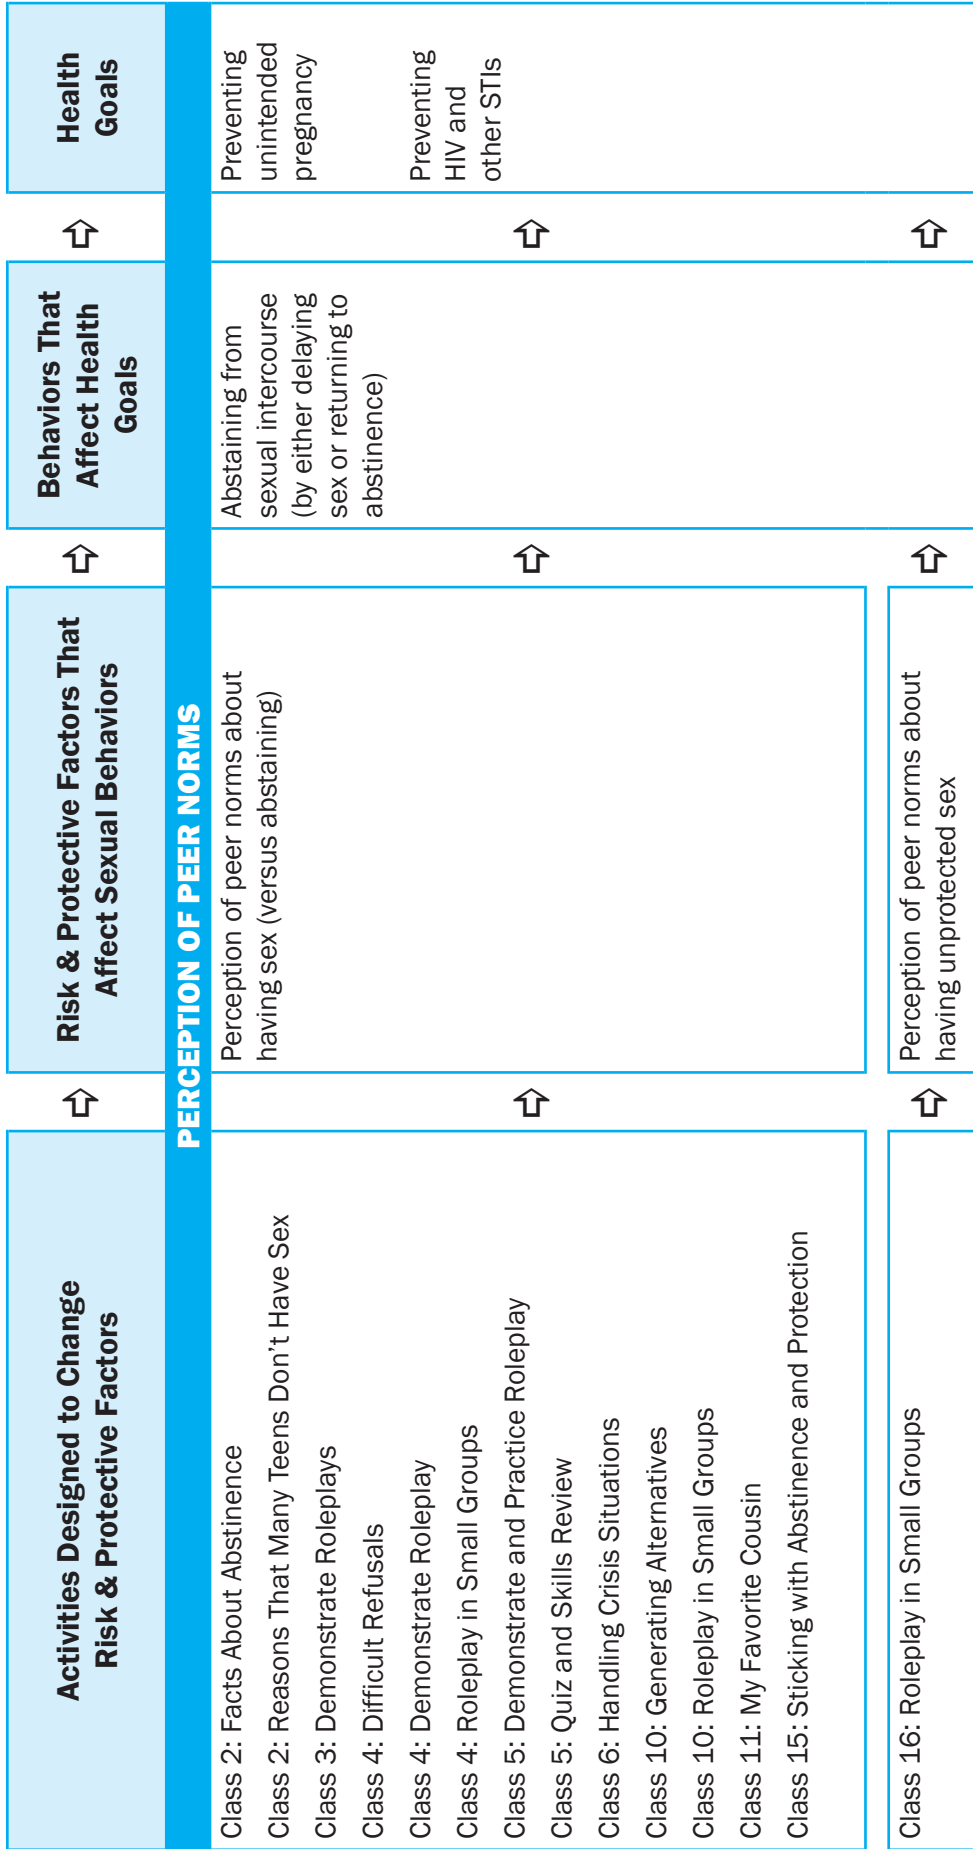 Activities Designed to Change
Risk & Protective Factors
Risk & Protective Factors That
Affect Sexual Behaviors
Behaviors That
Affect Health
Goals
Health
Goals
PERCEPTION OF PEER NORMS
Class 2: Facts About Abstinence
Class 2: Reasons That Many Teens Don't Have Sex
Class 3: Demonstrate Roleplays
Class 4: Difficult Refusals
Class 4: Demonstrate Roleplay
Class 4: Roleplay in Small Groups
Class 5: Demonstrate and Practice Roleplay
Class 5: Quiz and Skills Review
Class 6: Handling Crisis Situations
Class 10: Generating Alternatives
Class 10: Roleplay in Small Groups
Class 11: My Favorite Cousin
Class 15: Sticking with Abstinence and Protection
Perception of peer norms about
having sex (versus abstaining)
Abstaining from
sexual intercourse
(by either delaying
sex or returning to
abstinence)
Preventing
unintended
pregnancy
Preventing
HIV and
other STIs
Class 16: Roleplay in Small Groups
Perception of peer norms about
having unprotected sex